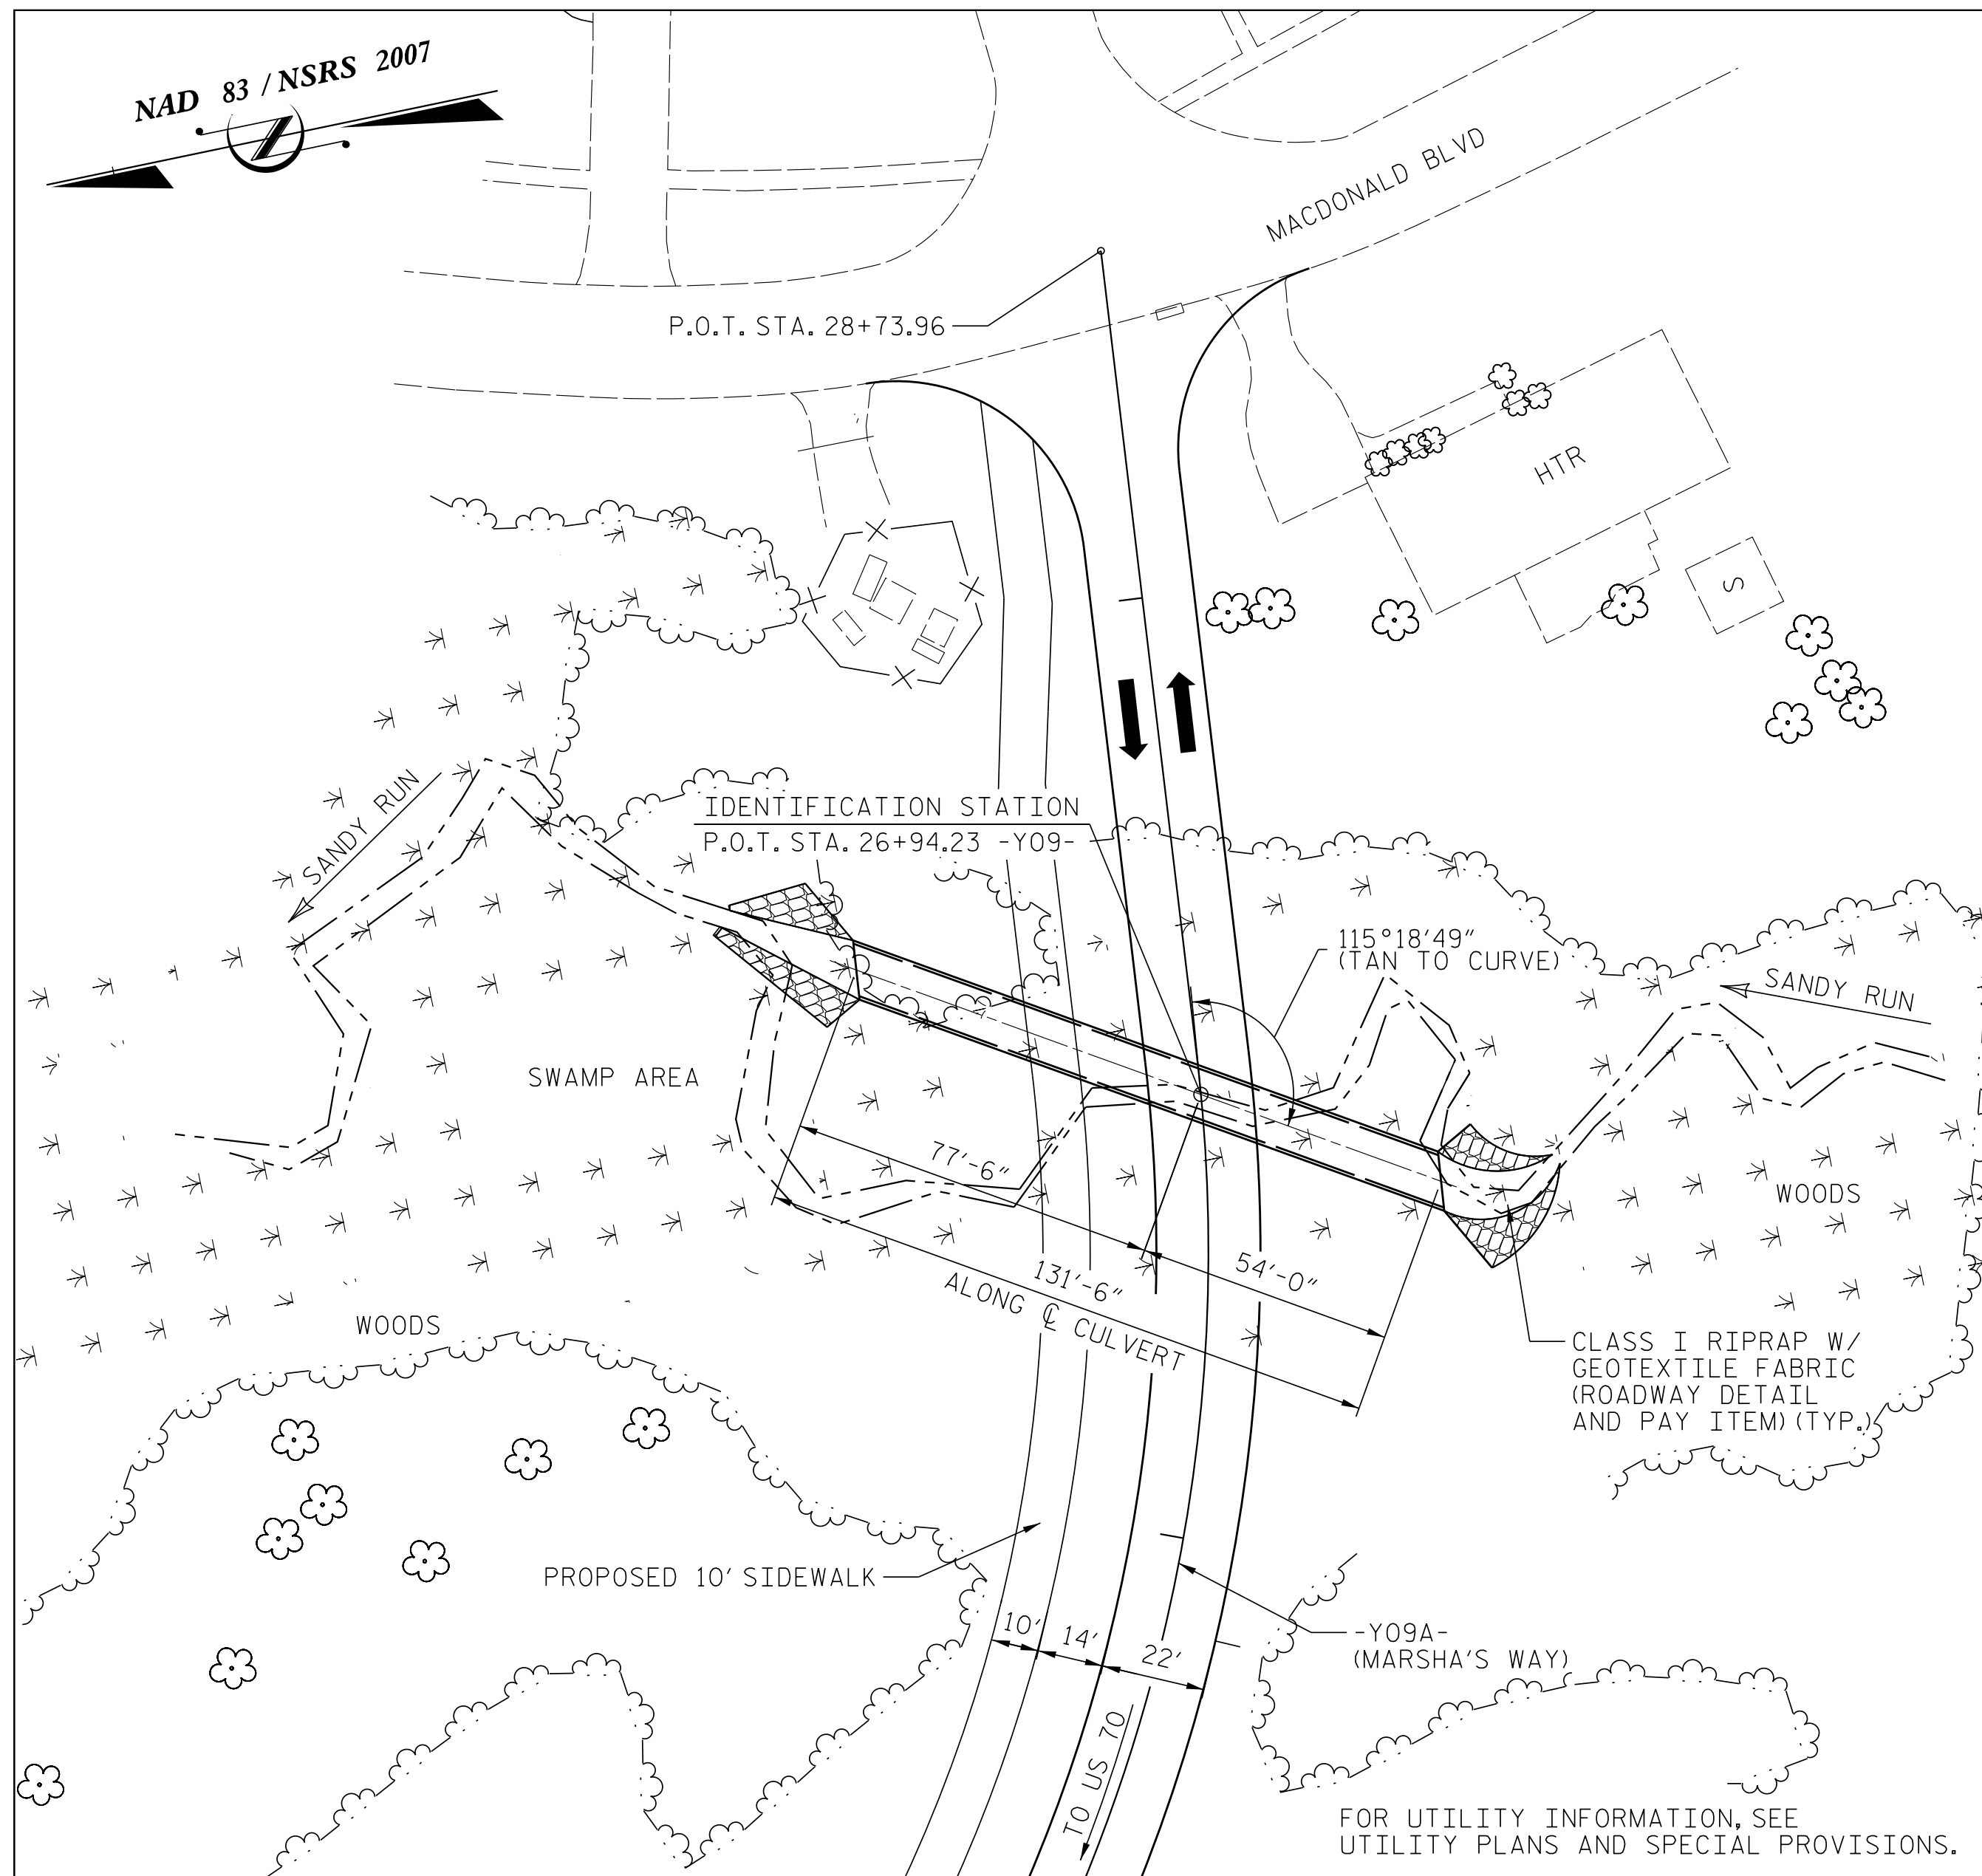 NAD 83 / NSRS 2007
MACDONALD BLVD
P.O.T. STA. 28+73.96
HTR
S
SANDY RUN
IDENTIFICATION STATION
P.O.T. STA. 26+94.23 -Y09-
115°18'49"
(TAN TO CURVE)
SANDY RUN
SWAMP AREA
77'-6"
WOODS
54'-0"
131'-6"
ALONG ℄ CULVERT
WOODS
CLASS I RIPRAP W/
GEOTEXTILE FABRIC
(ROADWAY DETAIL
AND PAY ITEM) (TYP.)
PROPOSED 10' SIDEWALK
10'
14'
22'
-Y09A-
(MARSHA'S WAY)
TO US 70
FOR UTILITY INFORMATION, SEE
UTILITY PLANS AND SPECIAL PROVISIONS.